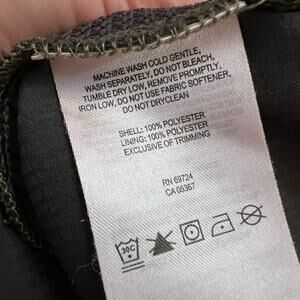 MACHINE WASH COLD GENTLE,
WASH SEPARATELY, DO NOT BLEACH,
TUMBLE DRY LOW, REMOVE PROMPTLY,
IRON LOW, DO NOT USE FABRIC SOFTENER,
DO NOT DRYCLEAN
SHELL: 100% POLYESTER
LINING: 100% POLYESTER
EXCLUSIVE OF TRIMMING
RN 69724
CA 05367
30C